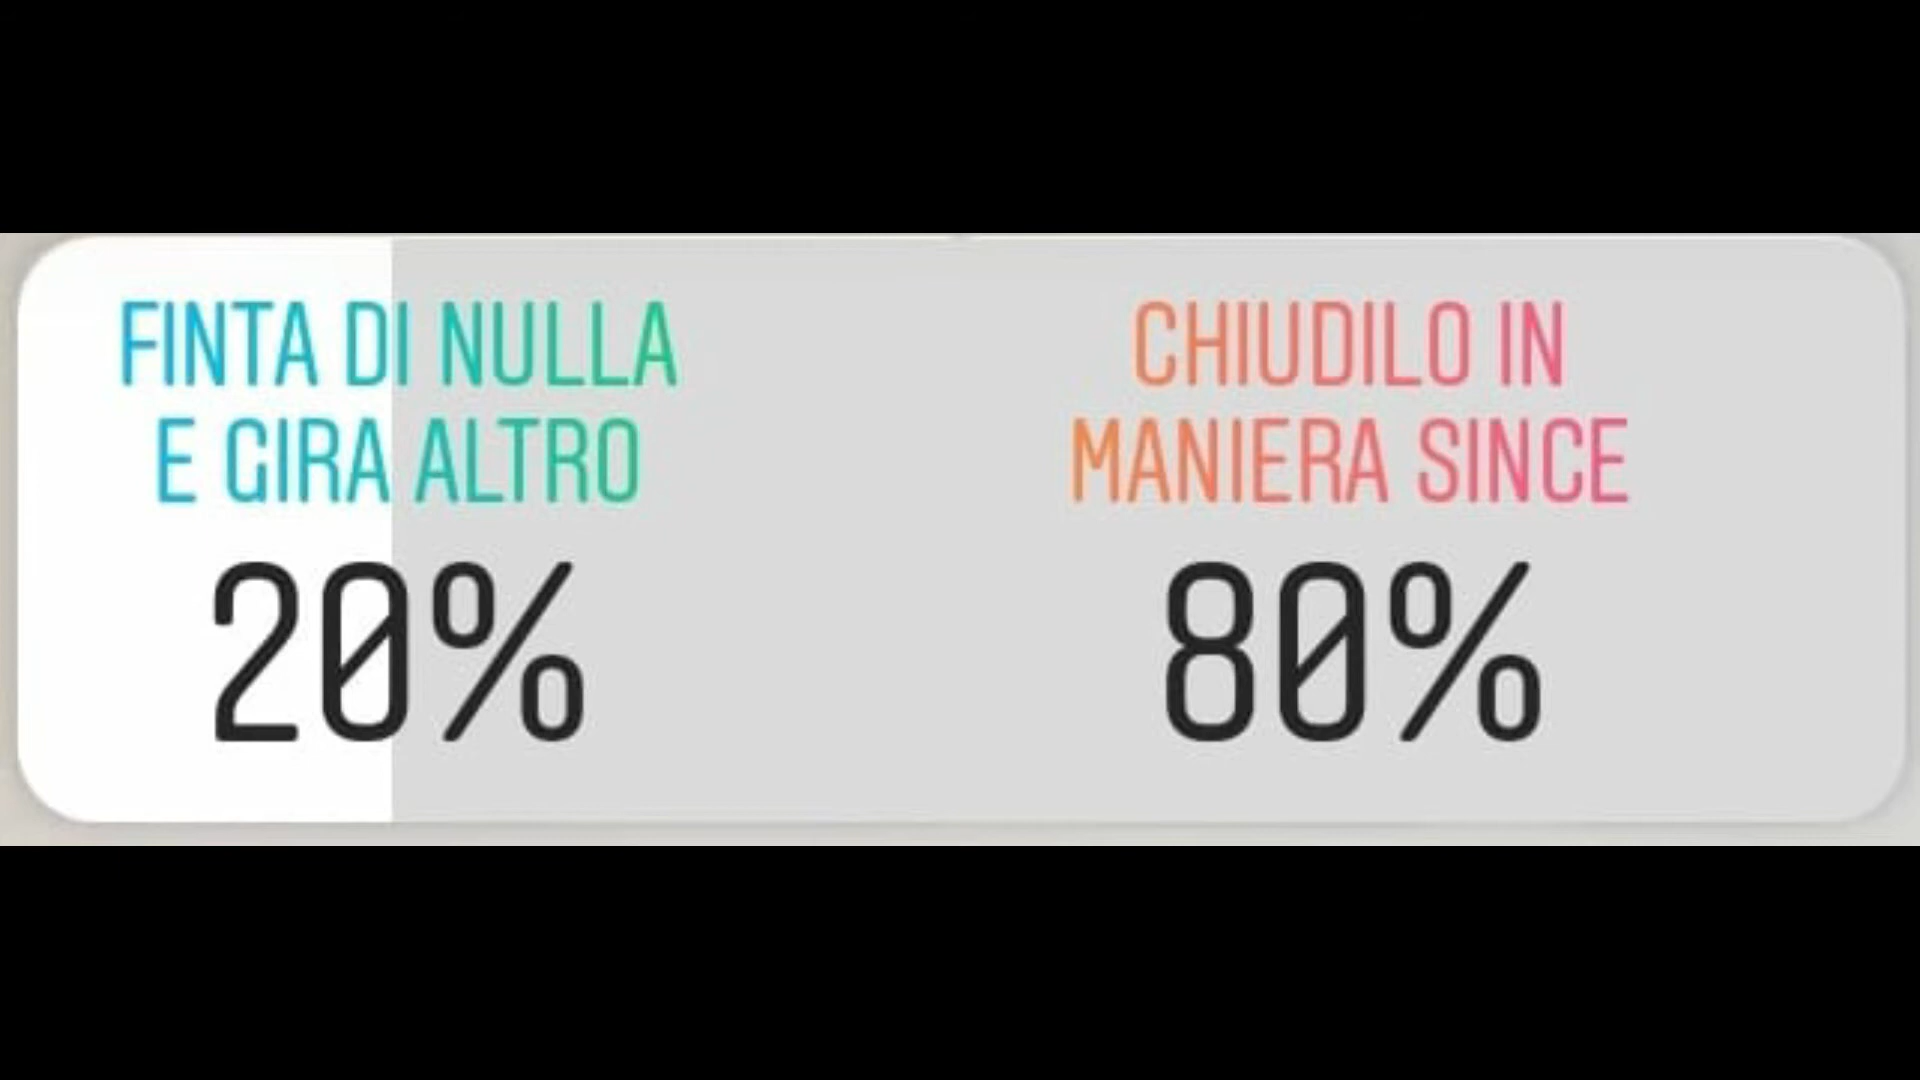 FINTA DI NULLA
E GIRA ALTRO
20%
CHIUDILO IN
MANIERA SINCE
80%